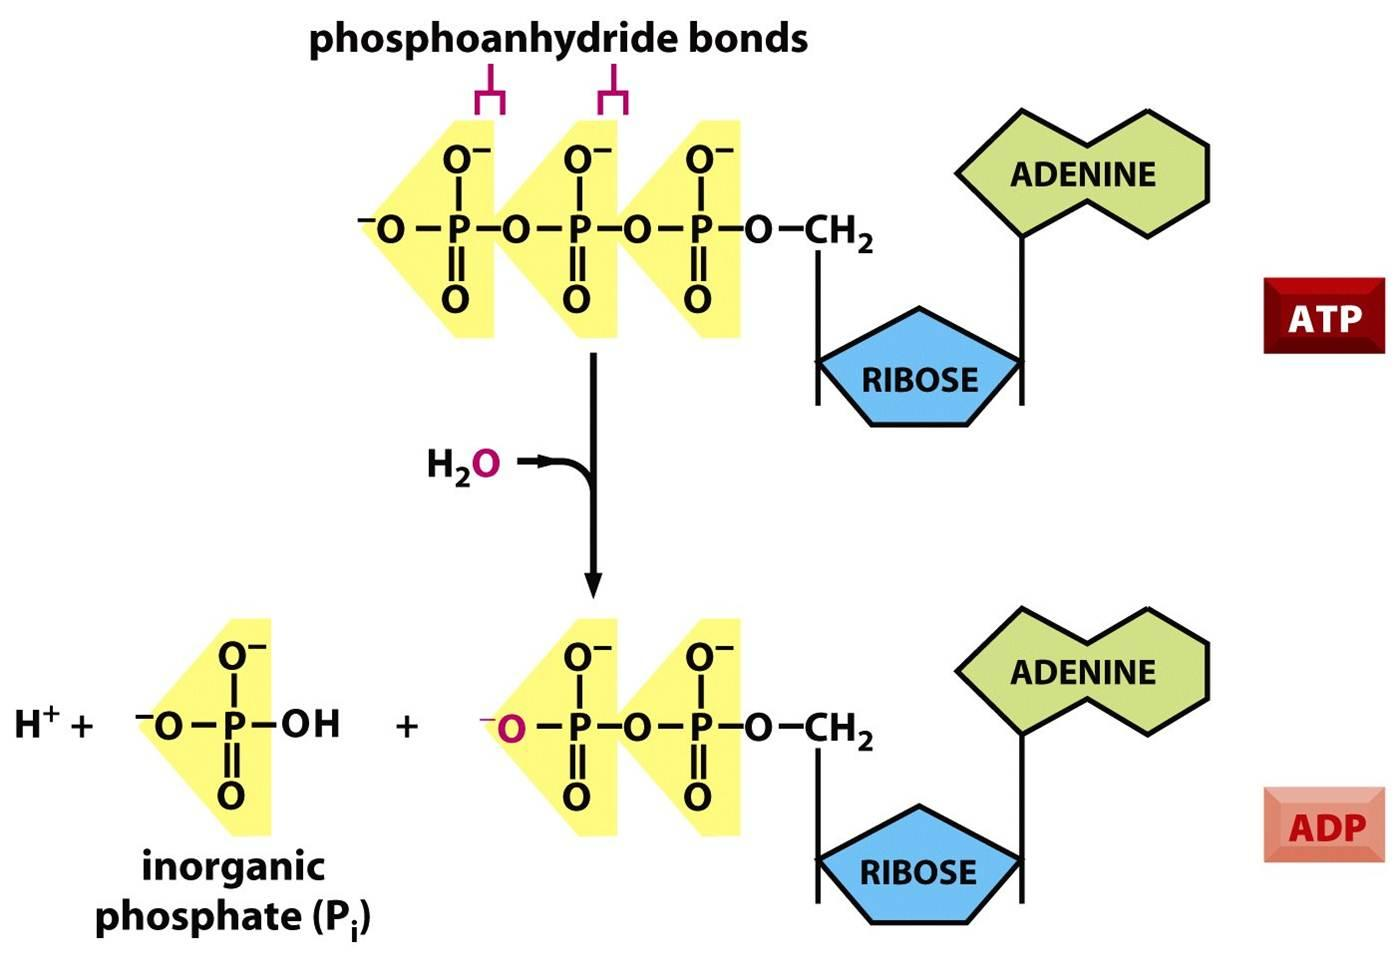 phosphoanhydride bonds
O⁻ O⁻ O⁻
⁻O–P–O–P–O–P–O–CH₂
O O O
ADENINE
RIBOSE
ATP
H₂O
H⁺ + ⁻O–P–OH + ⁻O–P–O–P–O–CH₂
O⁻ O⁻ O⁻
O O O
ADENINE
RIBOSE
ADP
inorganic
phosphate (Pᵢ)